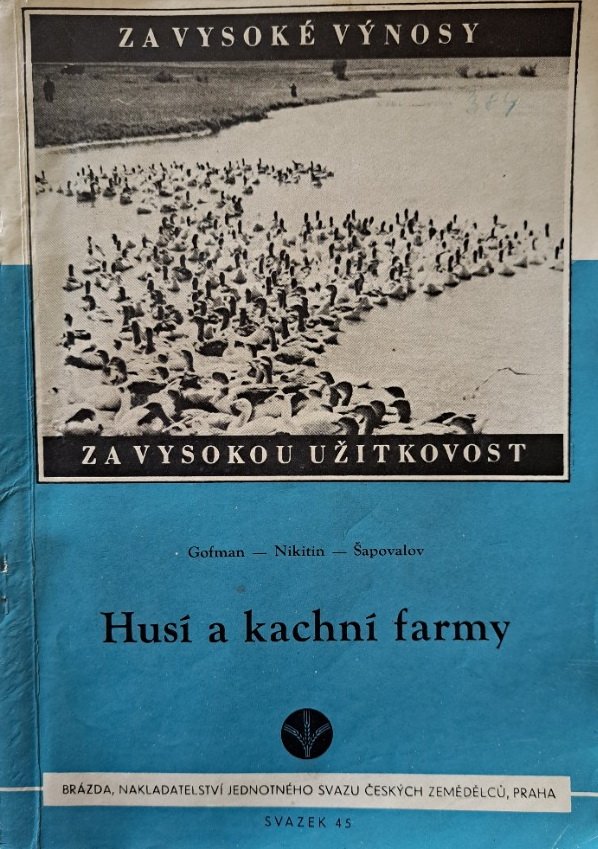 ZA VYSOKÉ VÝNOSY
384
ZA VYSOKOU UŽITKOVOST
Gofman — Nikitin — Šapovalov
Husí a kachní farmy
BRÁZDA, NAKLADATELSTVÍ JEDNOTNÉHO SVAZU ČESKÝCH ZEMĚDĚLCŮ, PRAHA
SVAZEK 45